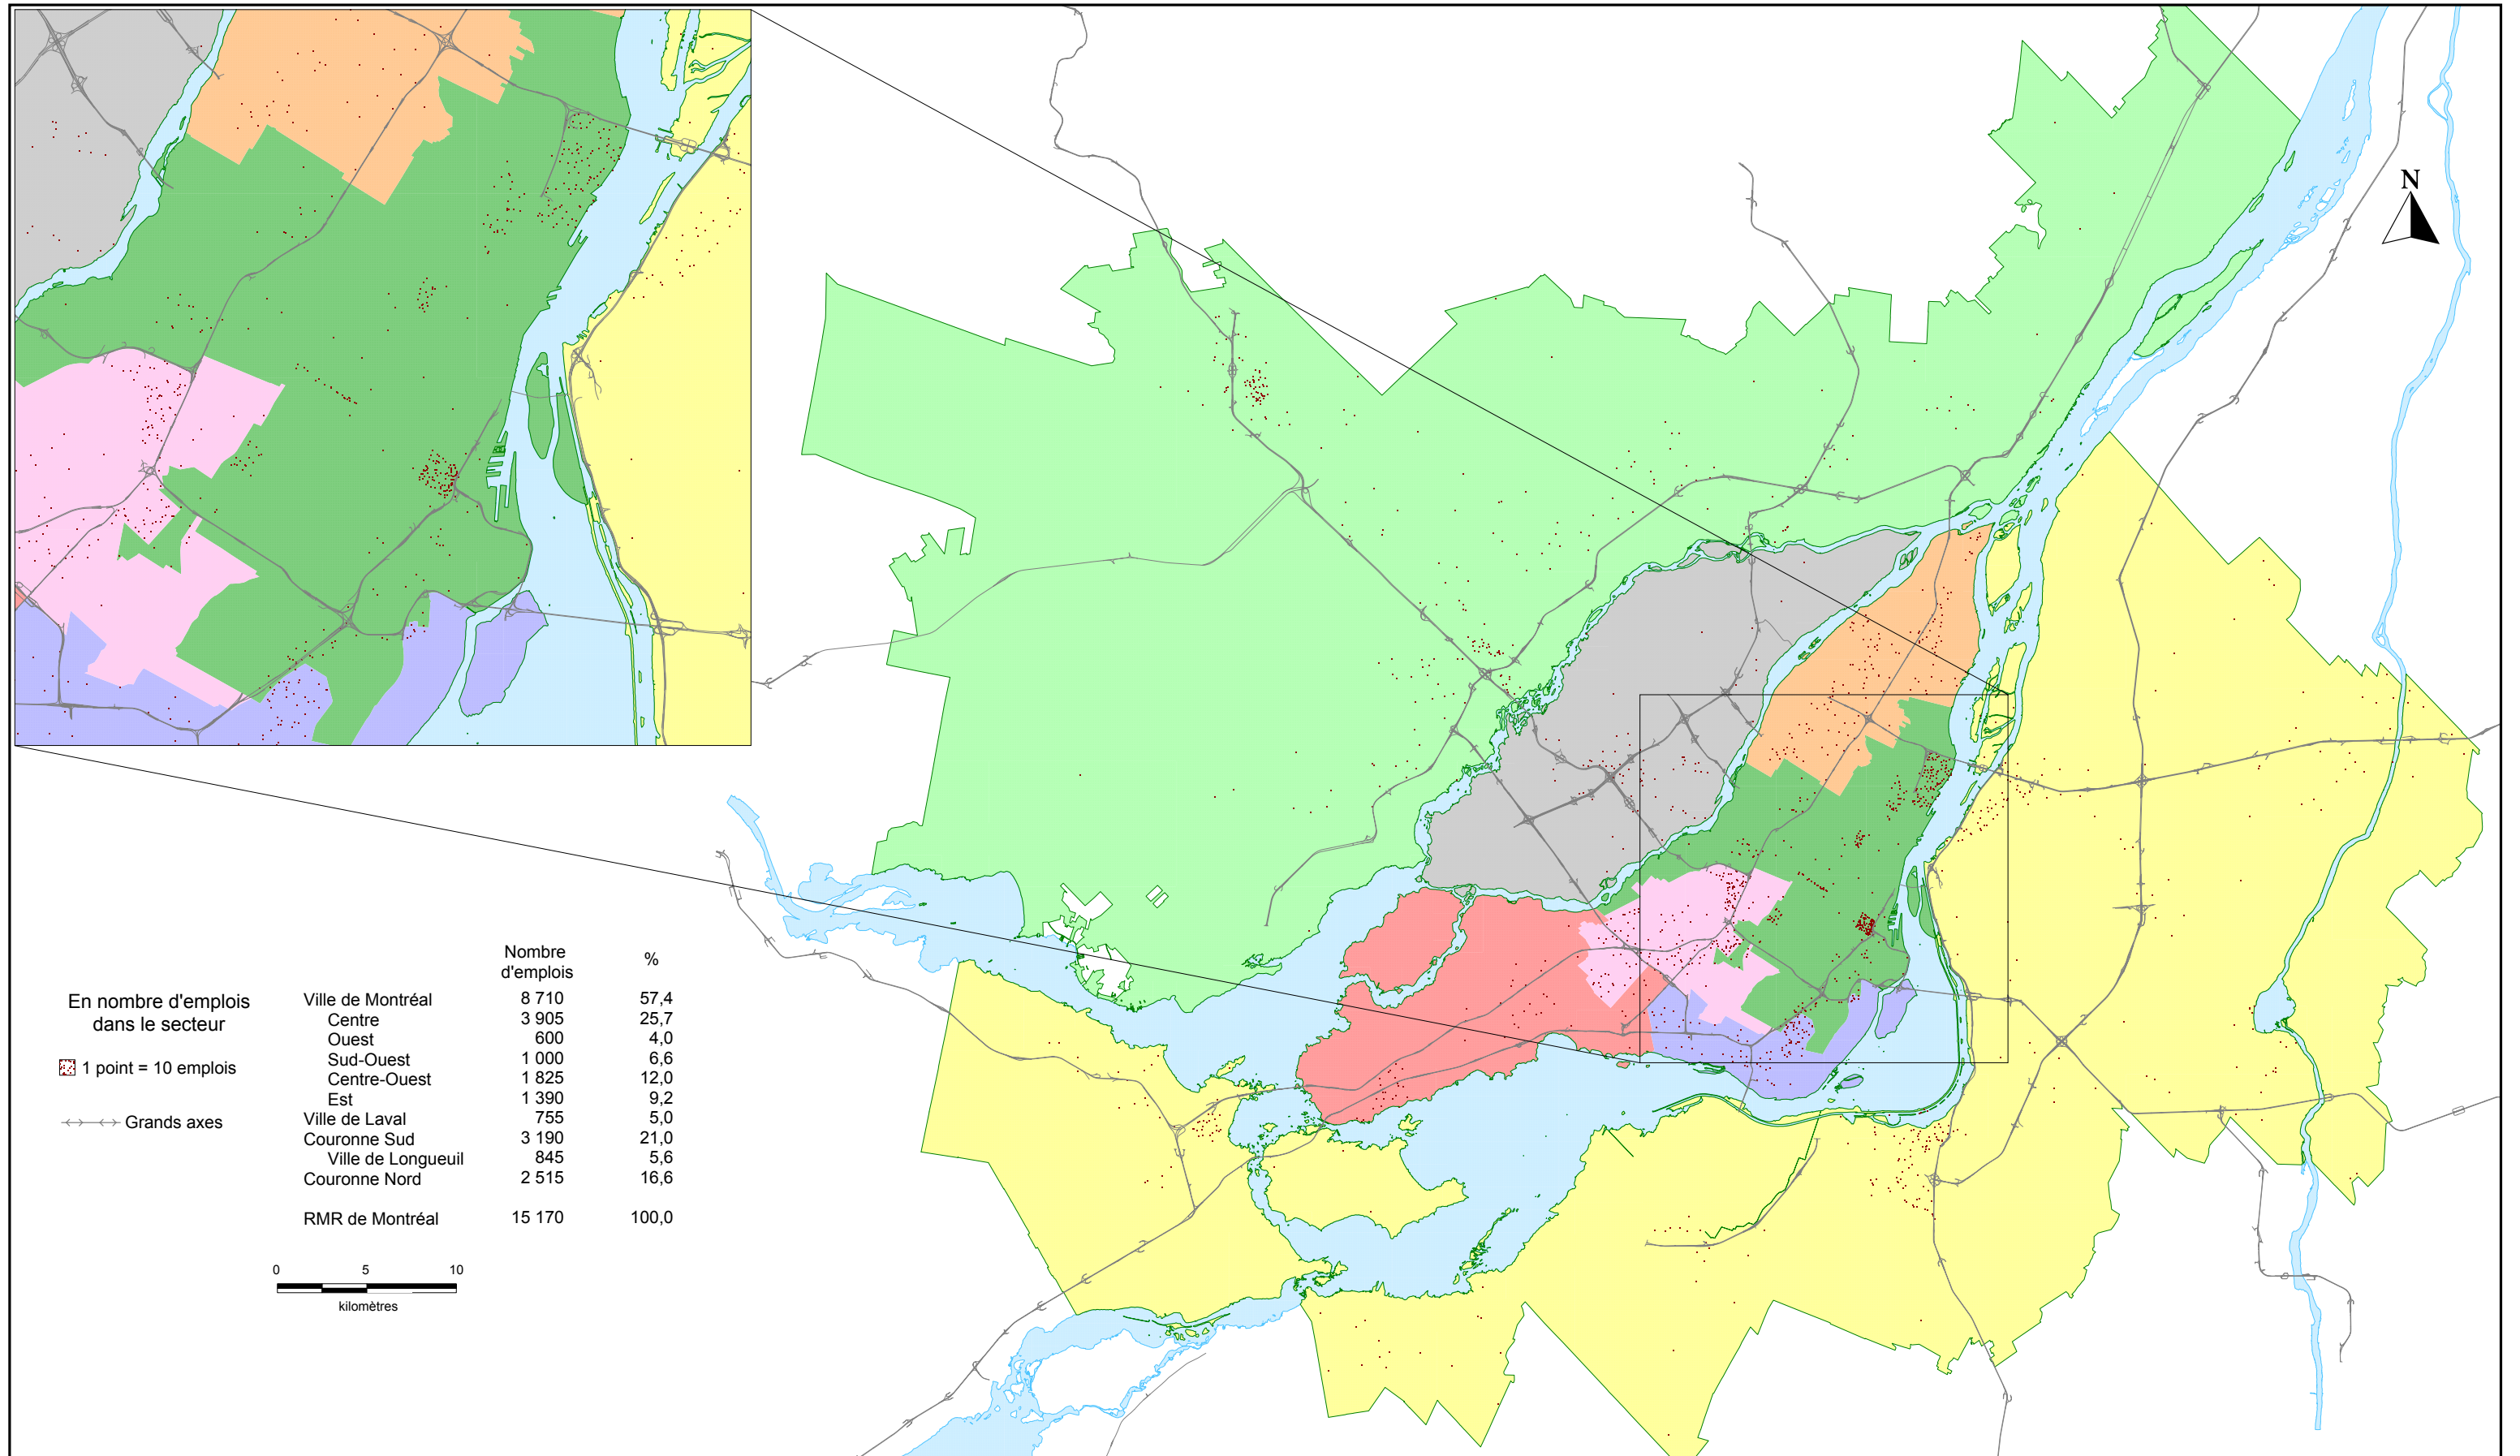 N
Nombre d'emplois %
En nombre d'emplois dans le secteur
1 point = 10 emplois
Grands axes
Ville de Montréal 8 710 57,4
Centre 3 905 25,7
Ouest 600 4,0
Sud-Ouest 1 000 6,6
Centre-Ouest 1 825 12,0
Est 1 390 9,2
Ville de Laval 755 5,0
Couronne Sud 3 190 21,0
Ville de Longueuil 845 5,6
Couronne Nord 2 515 16,6
RMR de Montréal 15 170 100,0
0 5 10
kilomètres